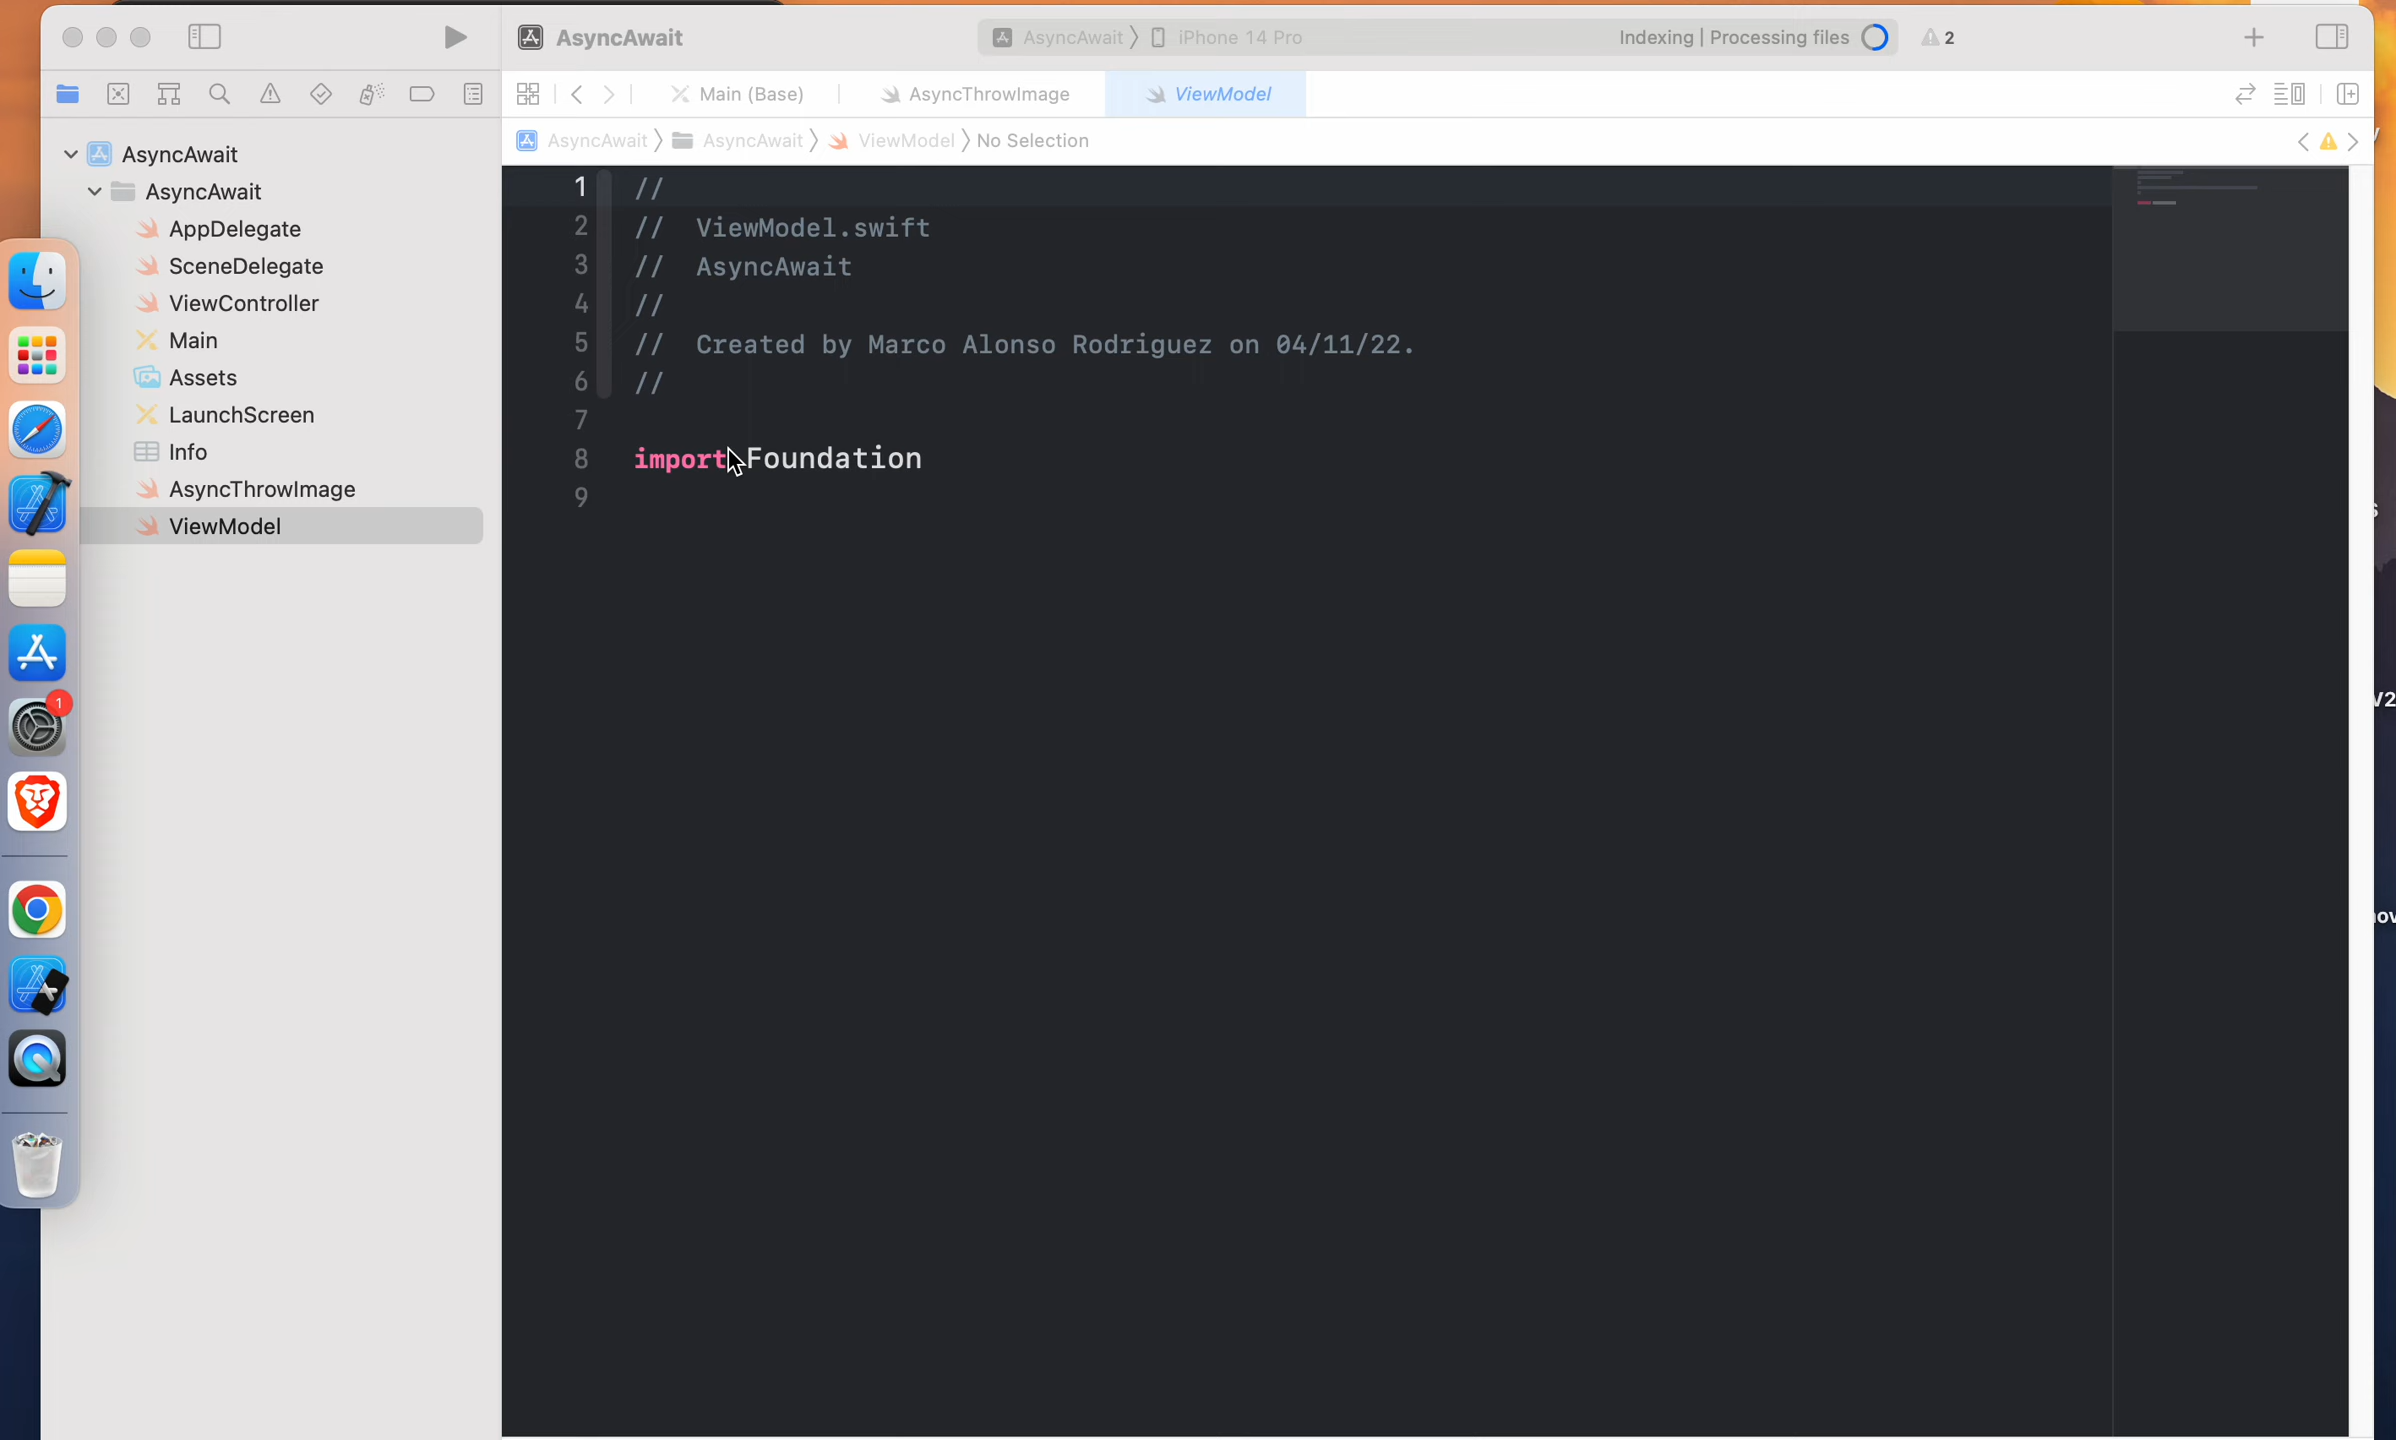 AsyncAwait
AsyncAwait
iPhone 14 Pro
Indexing | Processing files
2
Main (Base)
AsyncThrowImage
ViewModel
AsyncAwait
AsyncAwait
ViewModel
No Selection
AsyncAwait
AsyncAwait
AppDelegate
SceneDelegate
ViewController
Main
Assets
LaunchScreen
Info
AsyncThrowImage
ViewModel
1
1 //
2 // ViewModel.swift
3 // AsyncAwait
4 //
5 // Created by Marco Alonso Rodriguez on 04/11/22.
6 //
7
8 import Foundation
9
V2